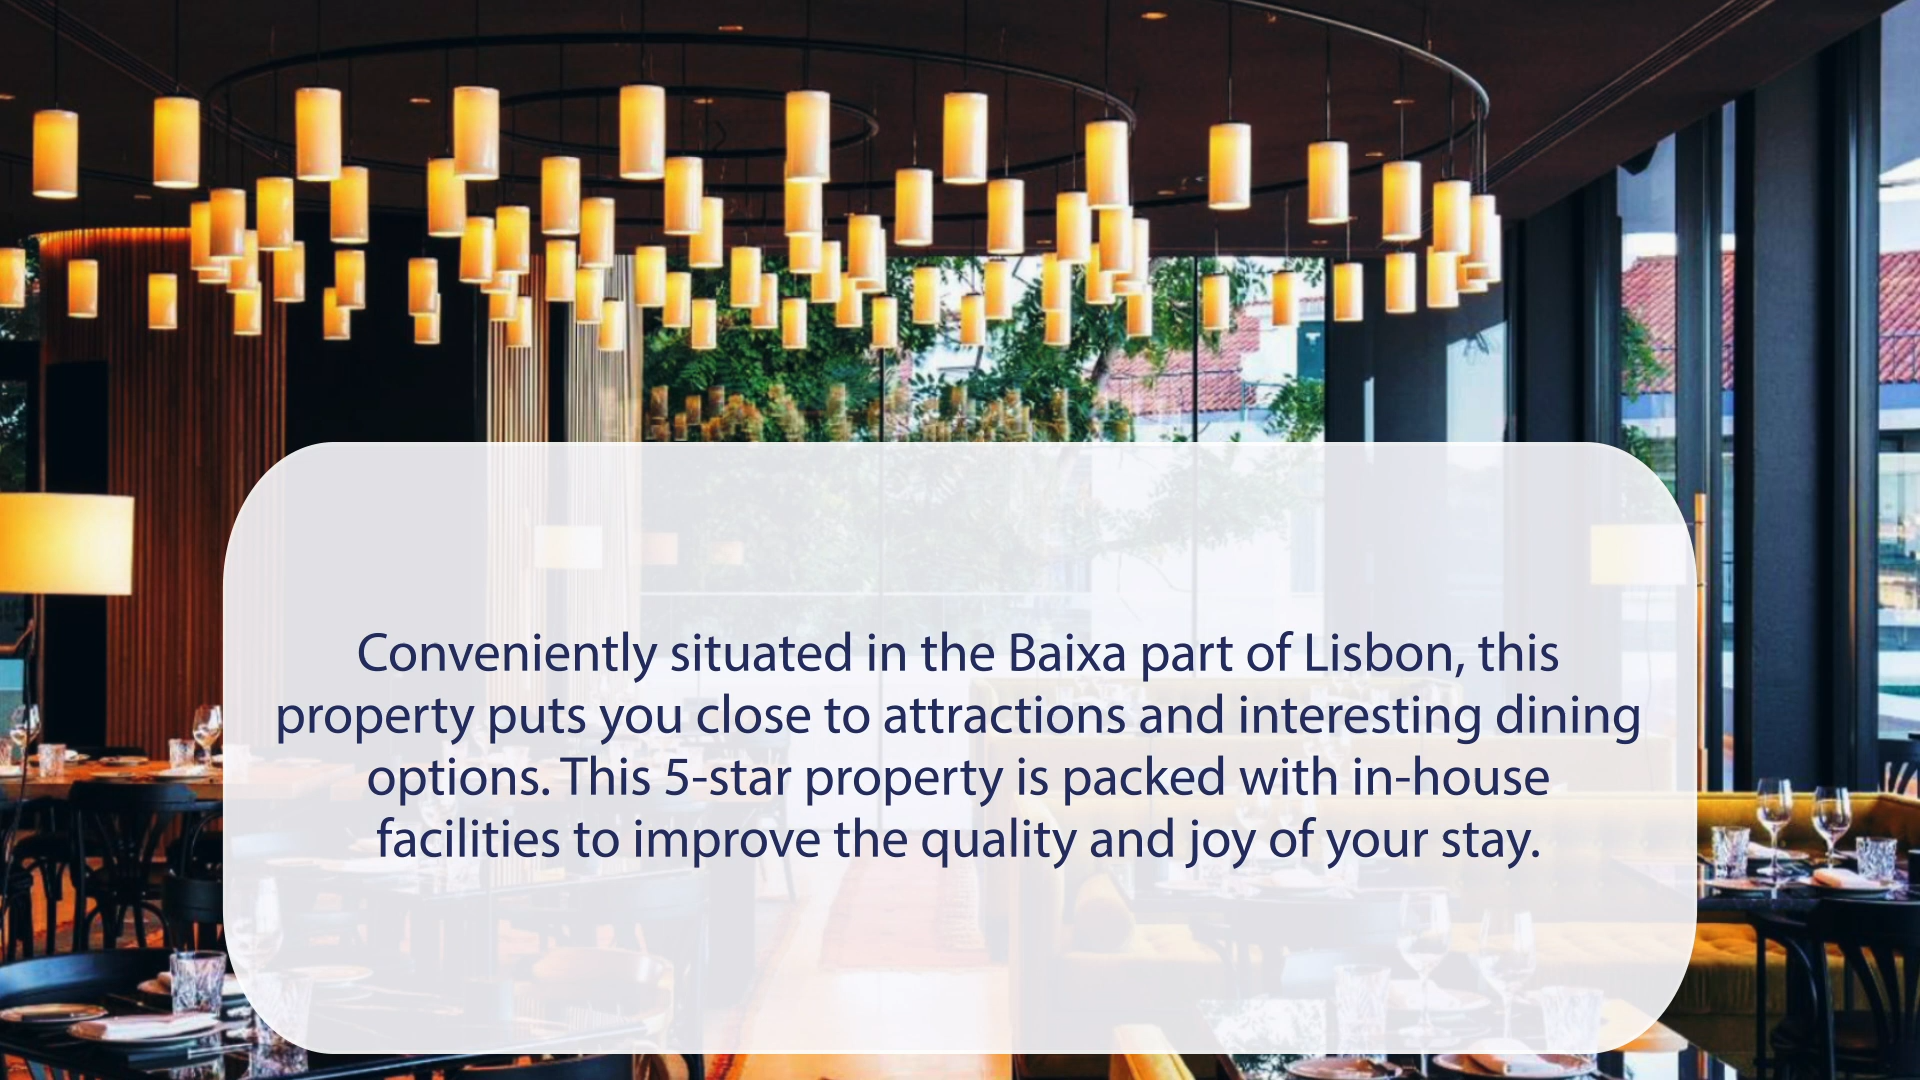 Conveniently situated in the Baixa part of Lisbon, this
property puts you close to attractions and interesting dining
options. This 5-star property is packed with in-house
facilities to improve the quality and joy of your stay.